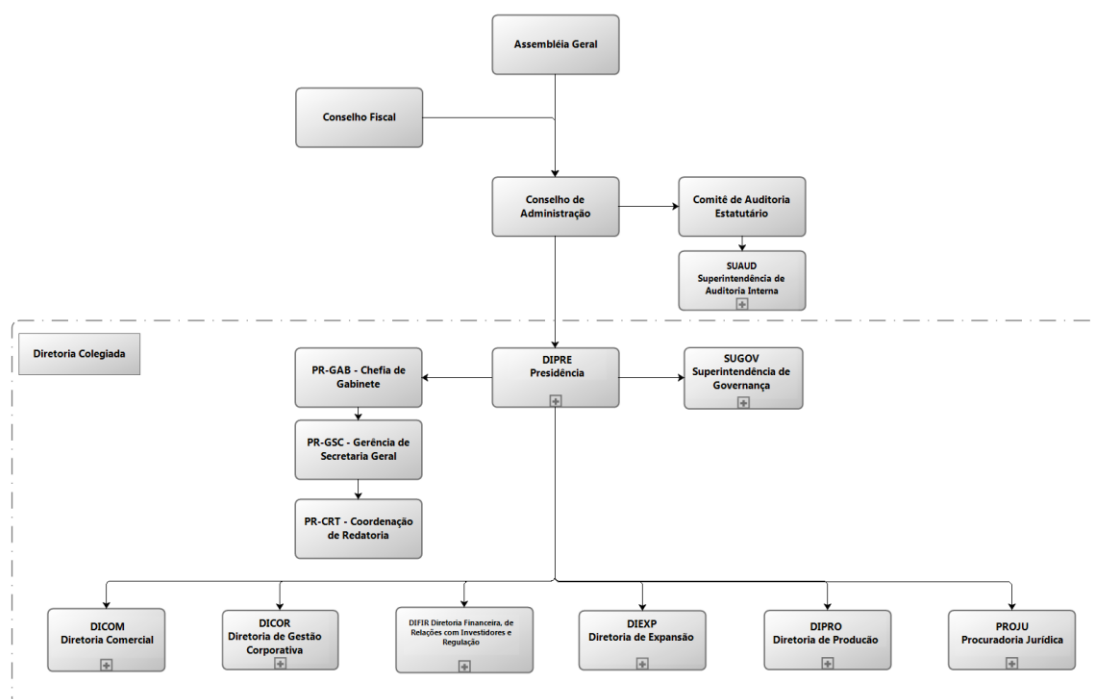 Assembléia Geral
Conselho Fiscal
Conselho de
Administração
Comitê de Auditoria
Estatutário
SUAUD
Superintendência de
Auditoria Interna
Diretoria Colegiada
PR-GAB - Chefia de
Gabinete
DIPRE
Presidência
SUGOV
Superintendência de
Governança
PR-GSC - Gerência de
Secretaria Geral
PR-CRT - Coordenação
de Redatoria
DICOM
Diretoria Comercial
DICOR
Diretoria de Gestão
Corporativa
DIFIR Diretoria Financeira, de
Relações com Investidores e
Regulação
DIEXP
Diretoria de Expansão
DIPRO
Diretoria de Producão
PROJU
Procuradoria Jurídica